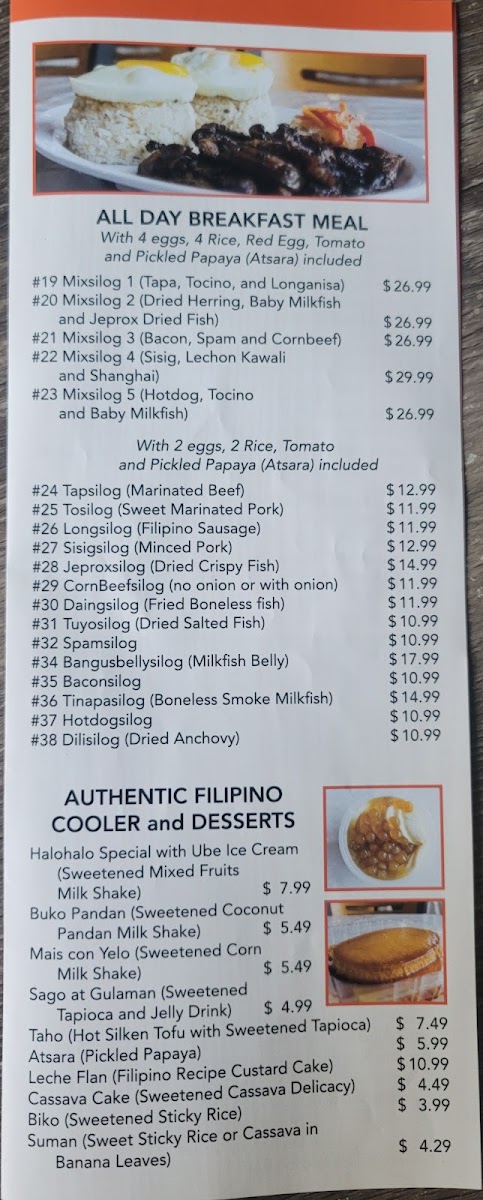 ALL DAY BREAKFAST MEAL
With 4 eggs, 4 Rice, Red Egg, Tomato
and Pickled Papaya (Atsara) included
#19 Mixsilog 1 (Tapa, Tocino, and Longanisa) $26.99
#20 Mixsilog 2 (Dried Herring, Baby Milkfish
and Jeprox Dried Fish) $26.99
#21 Mixsilog 3 (Bacon, Spam and Cornbeef) $26.99
#22 Mixsilog 4 (Sisig, Lechon Kawali
and Shanghai) $29.99
#23 Mixsilog 5 (Hotdog, Tocino
and Baby Milkfish) $26.99
With 2 eggs, 2 Rice, Tomato
and Pickled Papaya (Atsara) included
#24 Tapsilog (Marinated Beef) $12.99
#25 Tosilog (Sweet Marinated Pork) $11.99
#26 Longsilog (Filipino Sausage) $11.99
#27 Sisigsilog (Minced Pork) $12.99
#28 Jeproxsilog (Dried Crispy Fish) $14.99
#29 CornBeefsilog (no onion or with onion) $11.99
#30 Daingsilog (Fried Boneless fish) $11.99
#31 Tuyosilog (Dried Salted Fish) $10.99
#32 Spamsilog $10.99
#34 Bangusbellysilog (Milkfish Belly) $17.99
#35 Baconsilog $10.99
#36 Tinapasilog (Boneless Smoke Milkfish) $14.99
#37 Hotdogsilog $10.99
#38 Dilisilog (Dried Anchovy) $10.99
AUTHENTIC FILIPINO
COOLER and DESSERTS
Halohalo Special with Ube Ice Cream
(Sweetened Mixed Fruits
Milk Shake) $ 7.99
Buko Pandan (Sweetened Coconut
Pandan Milk Shake) $ 5.49
Mais con Yelo (Sweetened Corn
Milk Shake) $ 5.49
Sago at Gulaman (Sweetened
Tapioca and Jelly Drink) $ 4.99
Taho (Hot Silken Tofu with Sweetened Tapioca) $ 7.49
Atsara (Pickled Papaya) $ 5.99
Leche Flan (Filipino Recipe Custard Cake) $10.99
Cassava Cake (Sweetened Cassava Delicacy) $ 4.49
Biko (Sweetened Sticky Rice) $ 3.99
Suman (Sweet Sticky Rice or Cassava in
Banana Leaves) $ 4.29